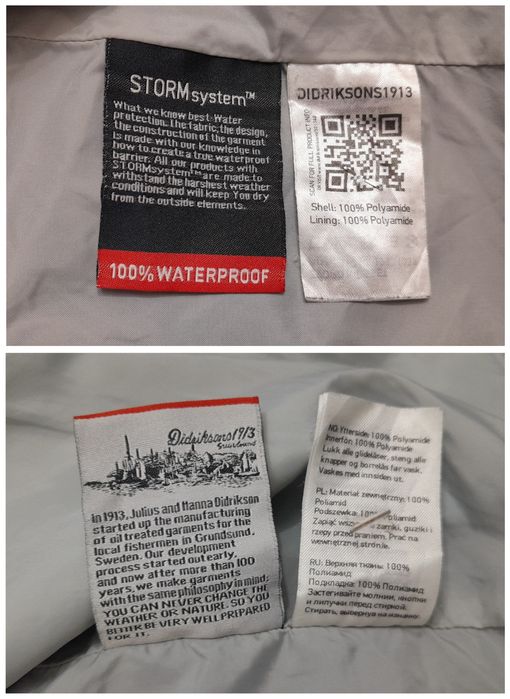 STORMsystem™
What we know best-Water
protection. The fabric, the design,
the construction of the garment
is made with our knowledge in
how to create a true waterproof
barrier. All our products with
STORMsystem™ are made to
withstand the harshest weather
conditions and will keep You dry
from the outside elements.
100% WATERPROOF
DIDRIKSONS1913
SCAN FOR FULL PRODUCT INFO
Shell: 100% Polyamide
Lining: 100% Polyamide
Didriksons1913
Grundsund
in 1913, Julius and Hanna Didrikson
started up the manufacturing
of oil treated garments for the
local fishermen in Grundsund,
Sweden. Our development
process started out early,
and now after more than 100
years, we make garments
with the same philosophy in mind:
YOU CAN NEVER CHANGE THE
WEATHER OR NATURE. SO YOU
BETTER BE VERY WELL PREPARED
FOR IT.
NO: Ytterside: 100% Polyamide
Innerfôr: 100% Polyamide
Lukk alle glidelåser, steng alle
knapper og borrelås før vask.
Vaskes med innsiden ut.
PL: Materiał zewnętrzny: 100%
Poliamid
Podszewka: 100% Poliamid
Zapiąć zamki, guziki i
rzepy przed praniem. Prać na
wewnętrznej stronie.
RU: Верхняя ткань: 100%
Полиамид
Подкладка: 100% Полиамид
Застегивайте молнии, кнопки
и липучки перед стиркой.
Стирать, вывернув на изнанку